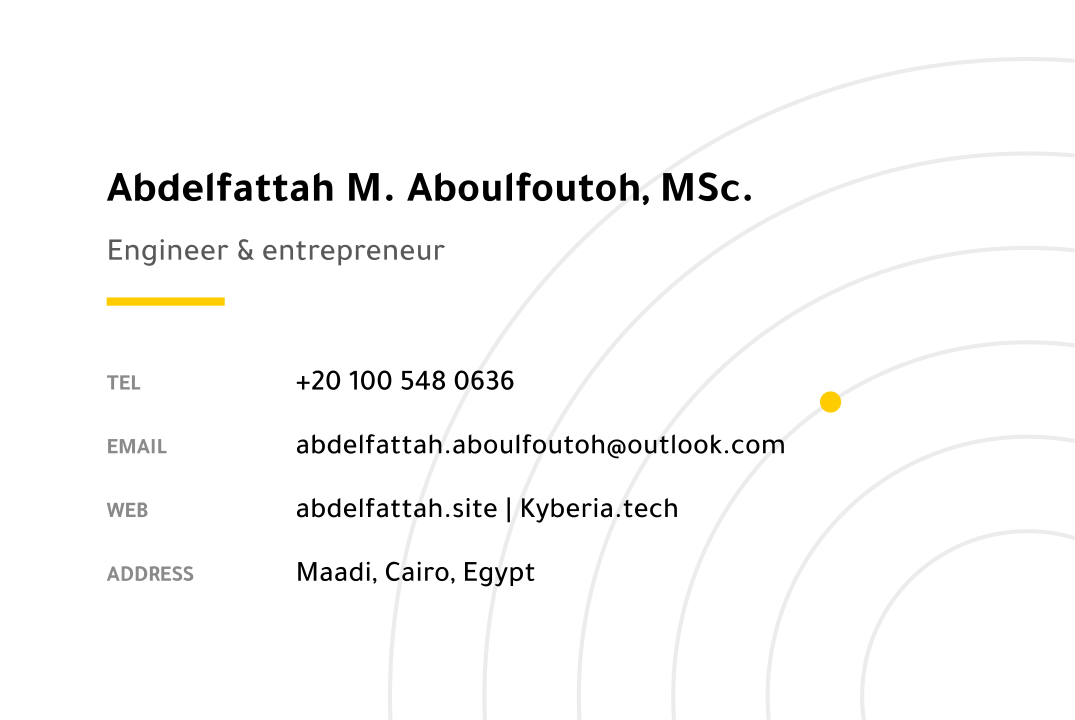 Abdelfattah M. Aboulfoutoh, MSc.
Engineer & entrepreneur
TEL +20 100 548 0636
EMAIL abdelfattah.aboulfoutoh@outlook.com
WEB abdelfattah.site | Kyberia.tech
ADDRESS Maadi, Cairo, Egypt